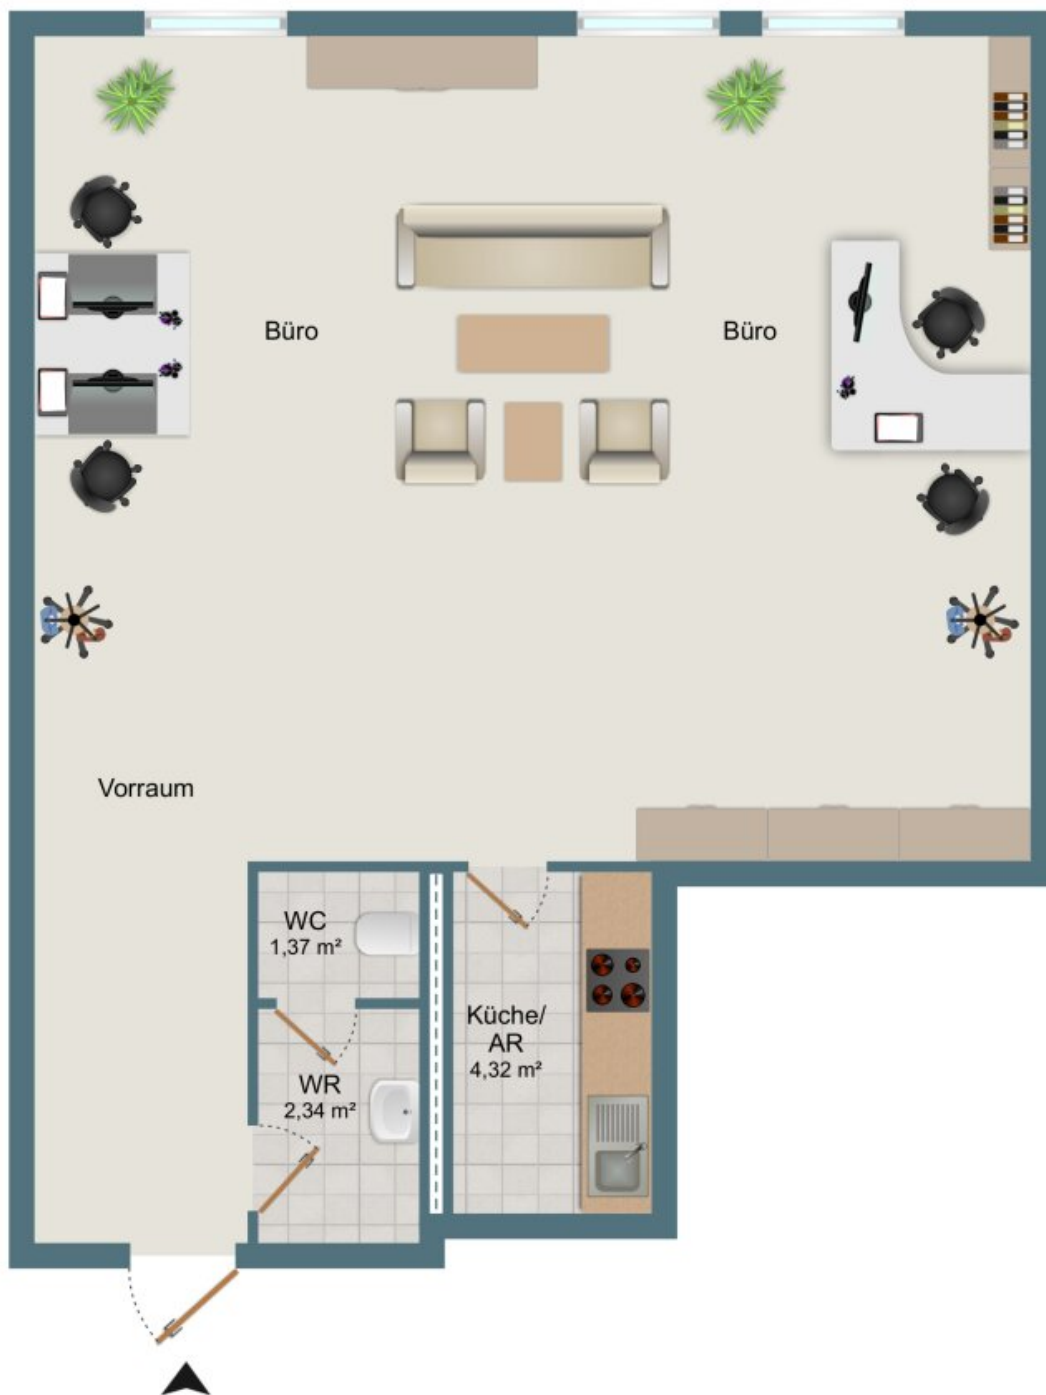 Büro
Büro
Vorraum
WC
1,37 m²
Küche/
AR
4,32 m²
WR
2,34 m²